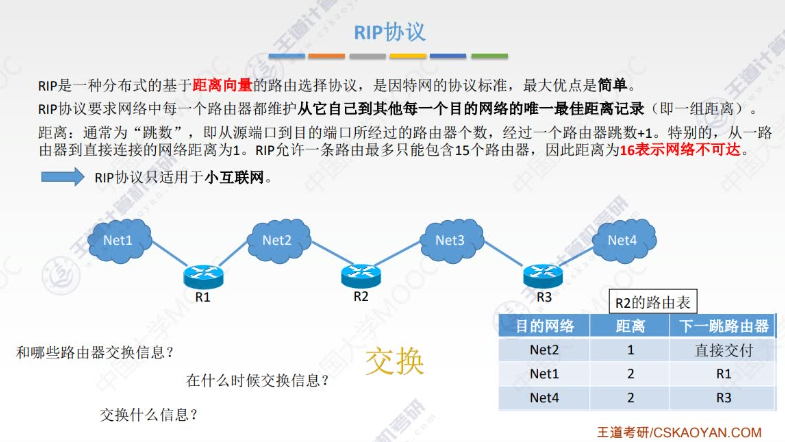 RIP协议
RIP是一种分布式的基于距离向量的路由选择协议，是因特网的协议标准，最大优点是简单。
RIP协议要求网络中每一个路由器都维护从它自己到其他每一个目的网络的唯一最佳距离记录（即一组距离）。
距离：通常为“跳数”，即从源端口到目的端口所经过的路由器个数，经过一个路由器跳数+1。特别的，从一路
由器到直接连接的网络距离为1。RIP允许一条路由最多只能包含15个路由器，因此距离为16表示网络不可达。
RIP协议只适用于小互联网。
Net1 Net2 Net3 Net4
R1 R2 R3
R2的路由表
目的网络 距离 下一跳路由器
Net2 1 直接交付
Net1 2 R1
Net4 2 R3
和哪些路由器交换信息？
在什么时候交换信息？
交换什么信息？
交换
王道考研/CSKAOYAN.COM